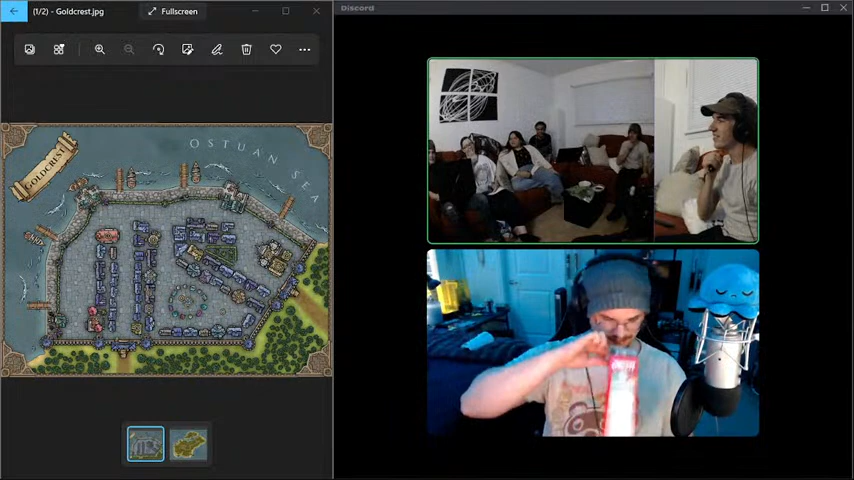 (1/2) - Goldcrest.jpg
Fullscreen
Discord
GOLDCREST
OSTUAN SEA